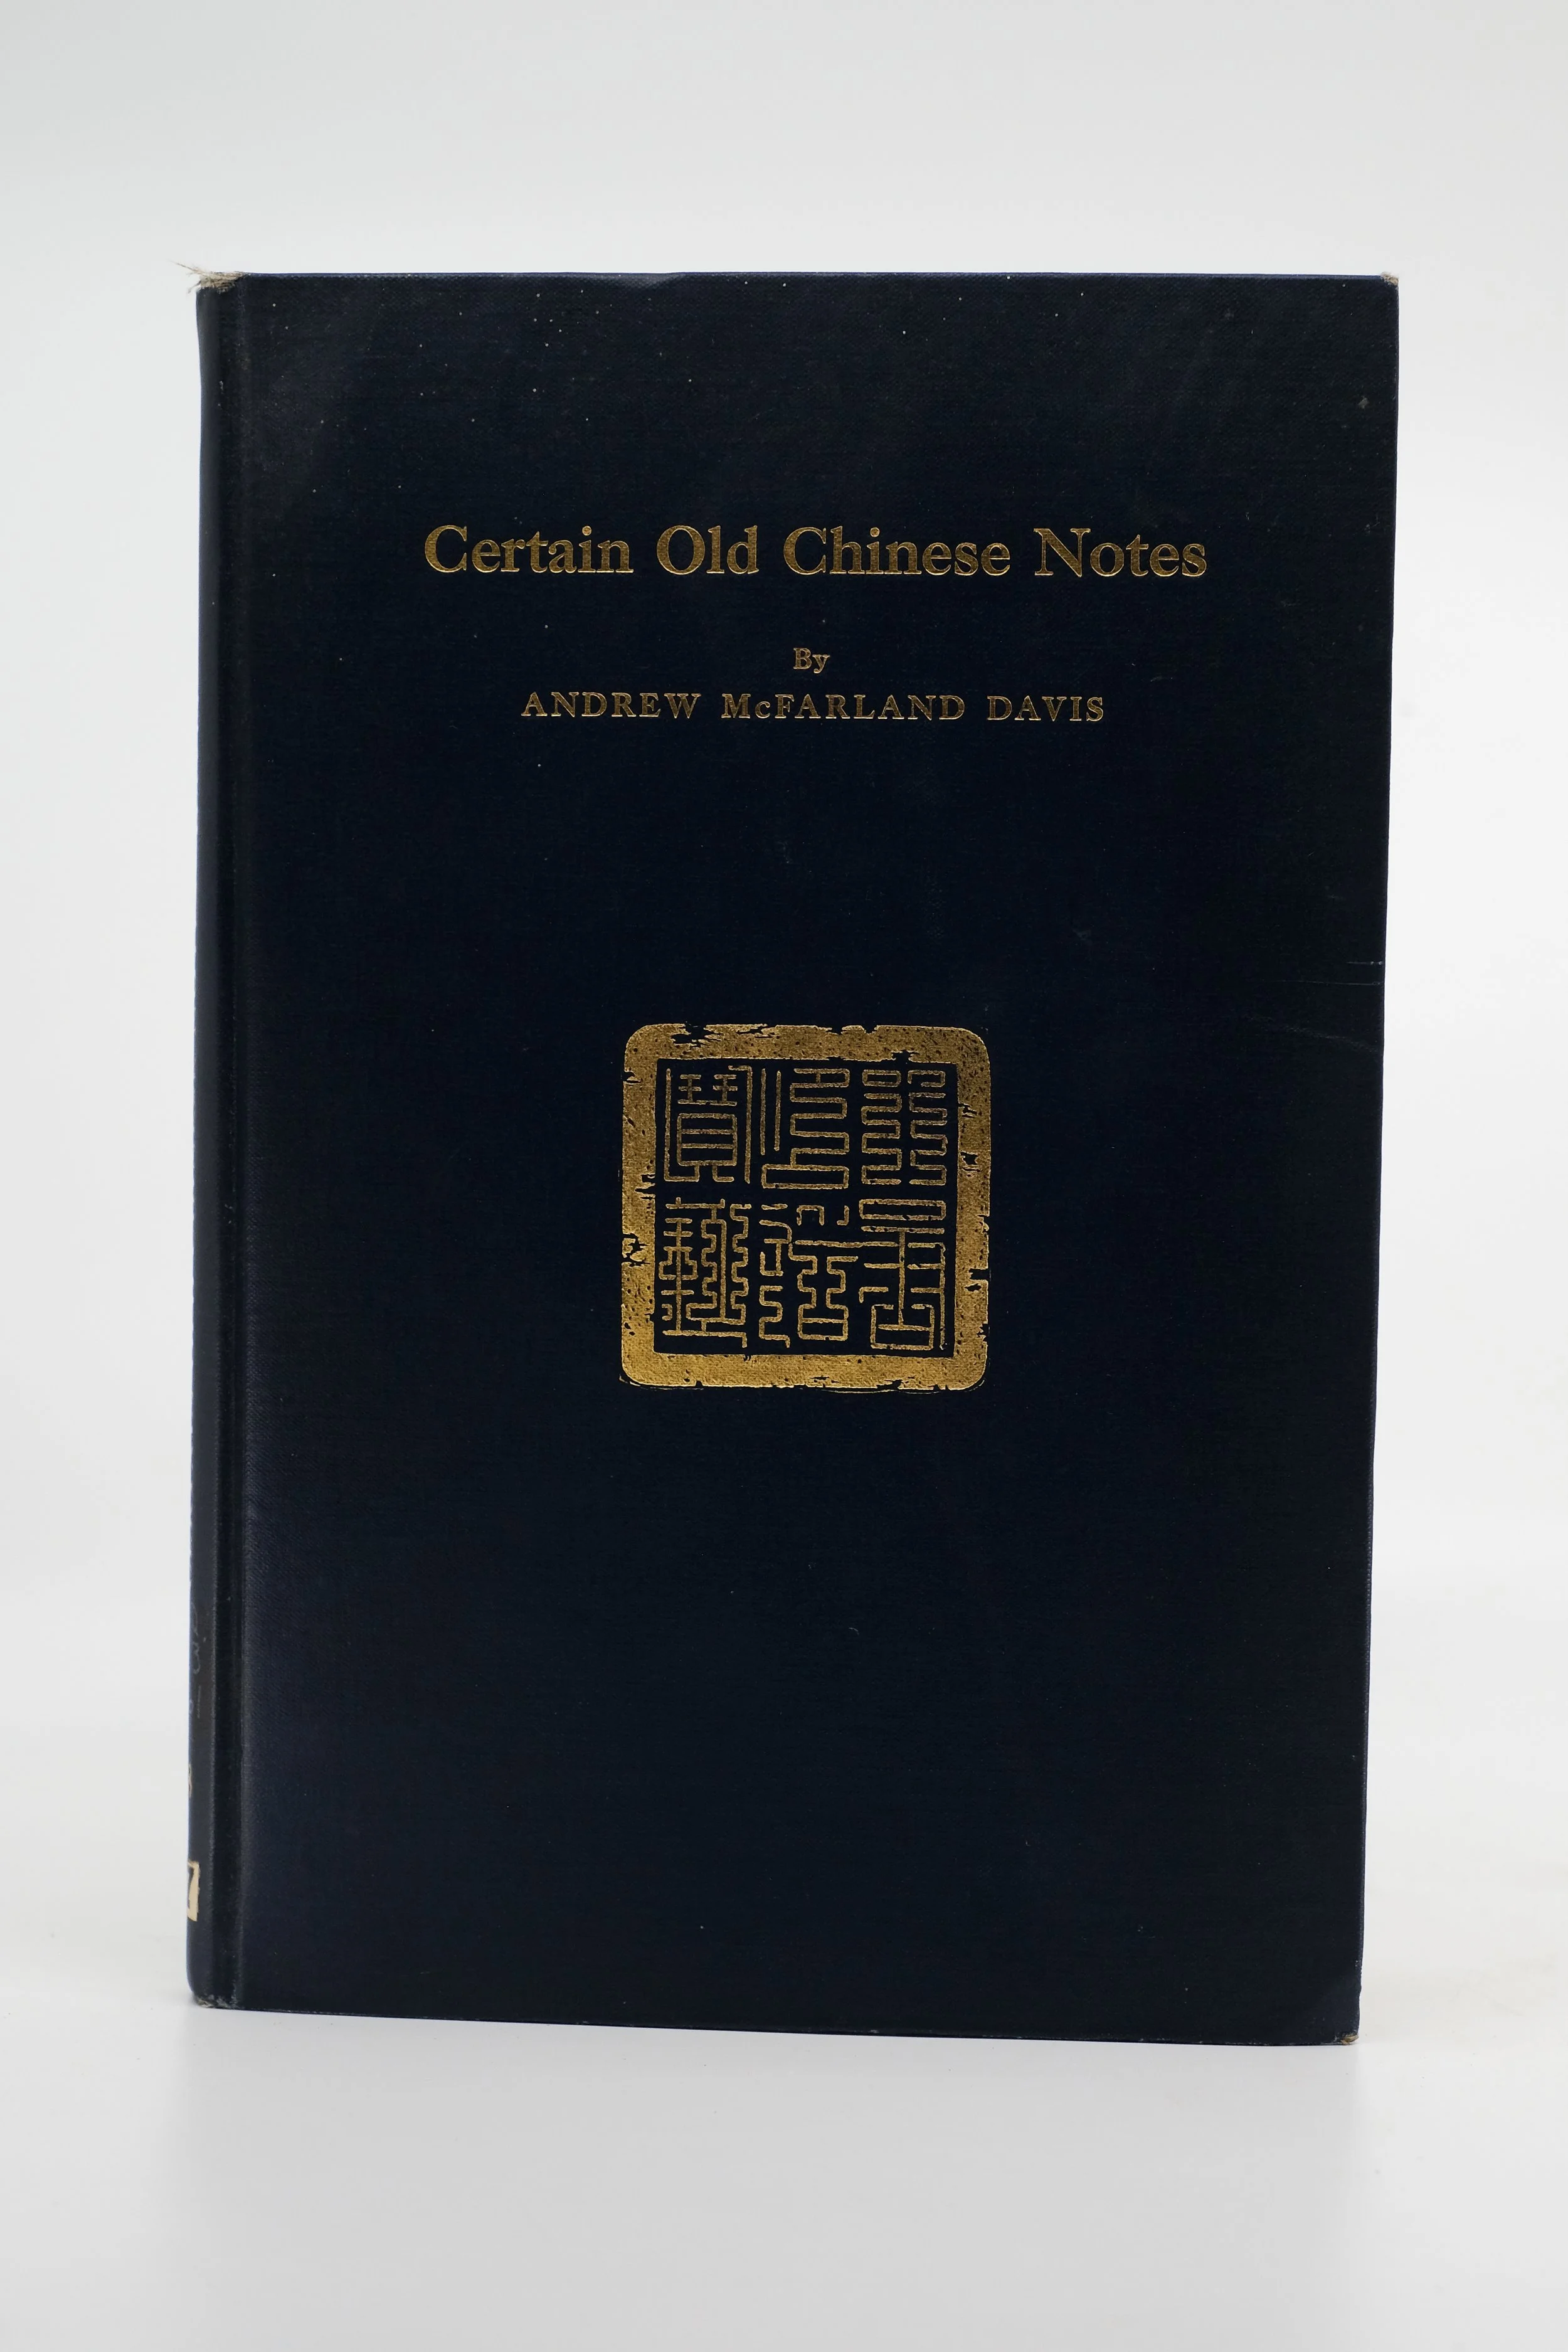 Certain Old Chinese Notes
By
ANDREW McFARLAND DAVIS